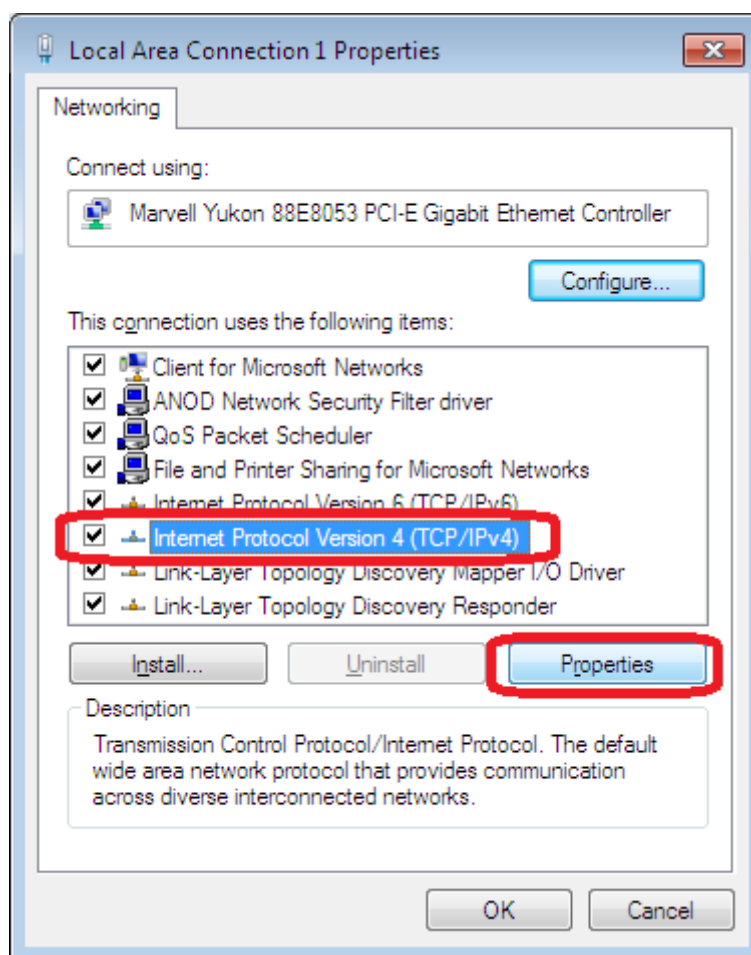 Local Area Connection 1 Properties
Networking
Connect using:
Marvell Yukon 88E8053 PCI-E Gigabit Ethernet Controller
Configure...
This connection uses the following items:
Client for Microsoft Networks
ANOD Network Security Filter driver
QoS Packet Scheduler
File and Printer Sharing for Microsoft Networks
Internet Protocol Version 6 (TCP/IPv6)
Internet Protocol Version 4 (TCP/IPv4)
Link-Layer Topology Discovery Mapper I/O Driver
Link-Layer Topology Discovery Responder
Install...
Uninstall
Properties
Description
Transmission Control Protocol/Internet Protocol. The default
wide area network protocol that provides communication
across diverse interconnected networks.
OK
Cancel